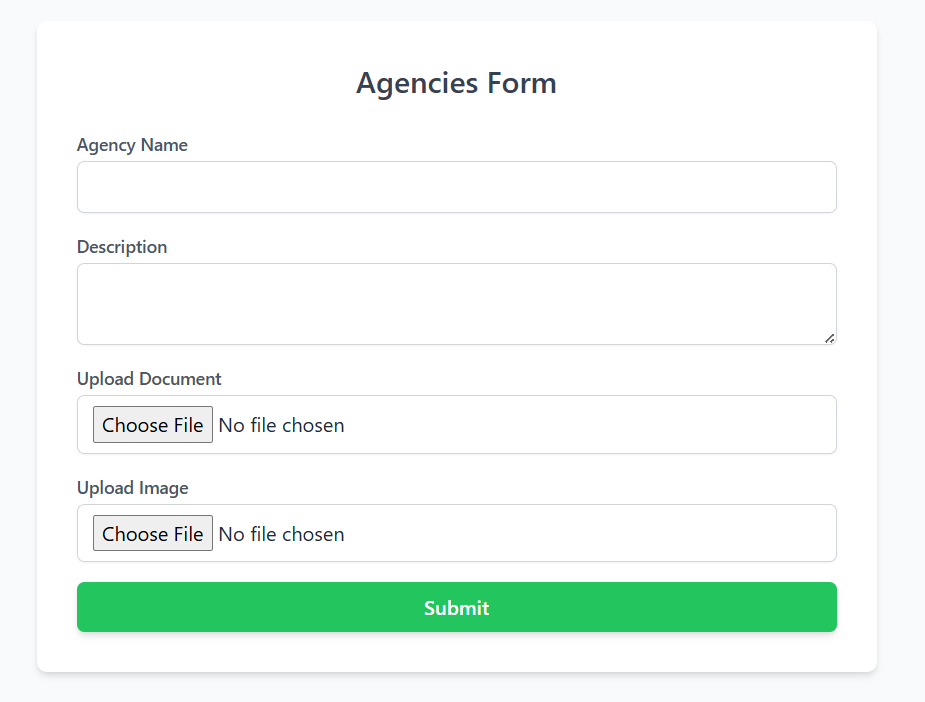 Agencies Form
Agency Name
Description
Upload Document
Choose File No file chosen
Upload Image
Choose File No file chosen
Submit